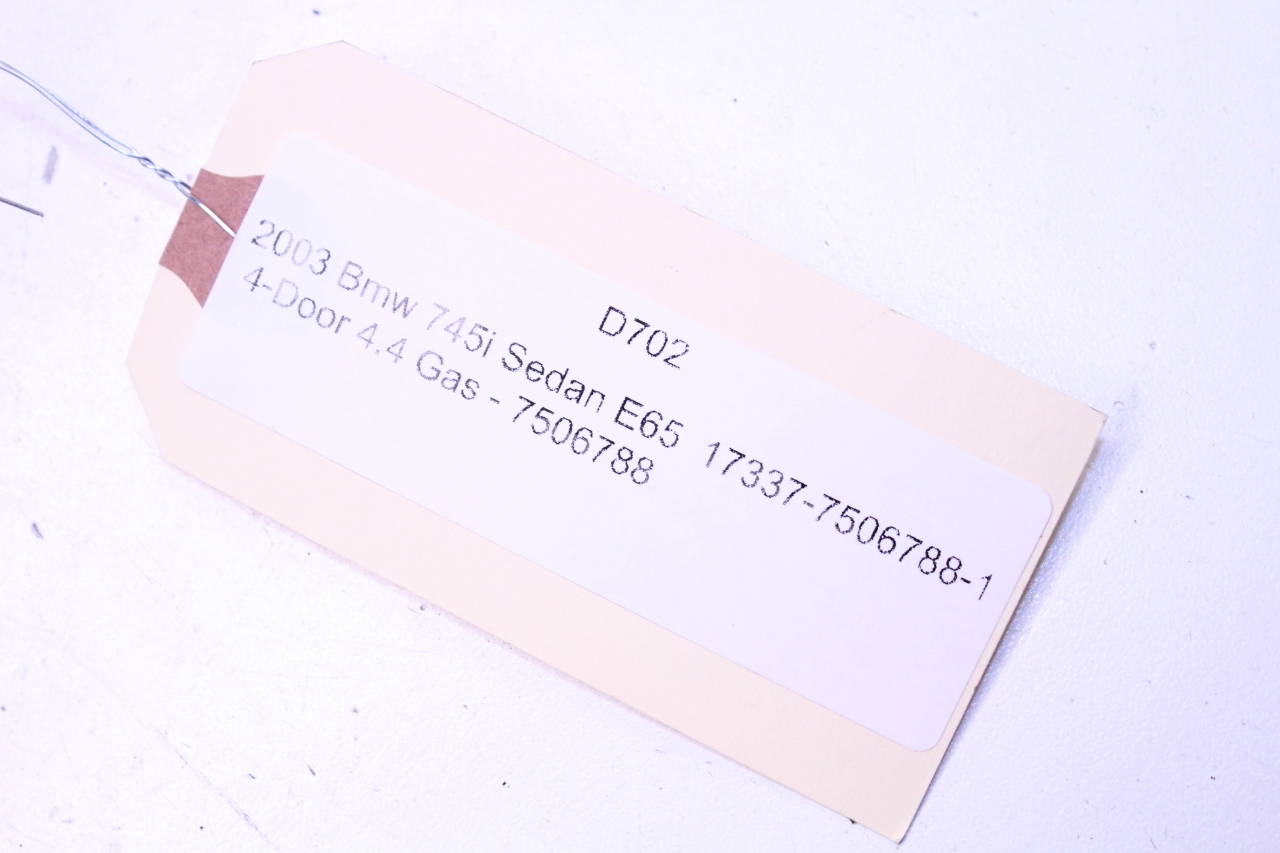 D702
2003 Bmw 745i Sedan E65  17337-7506788-1
4-Door 4.4 Gas - 7506788